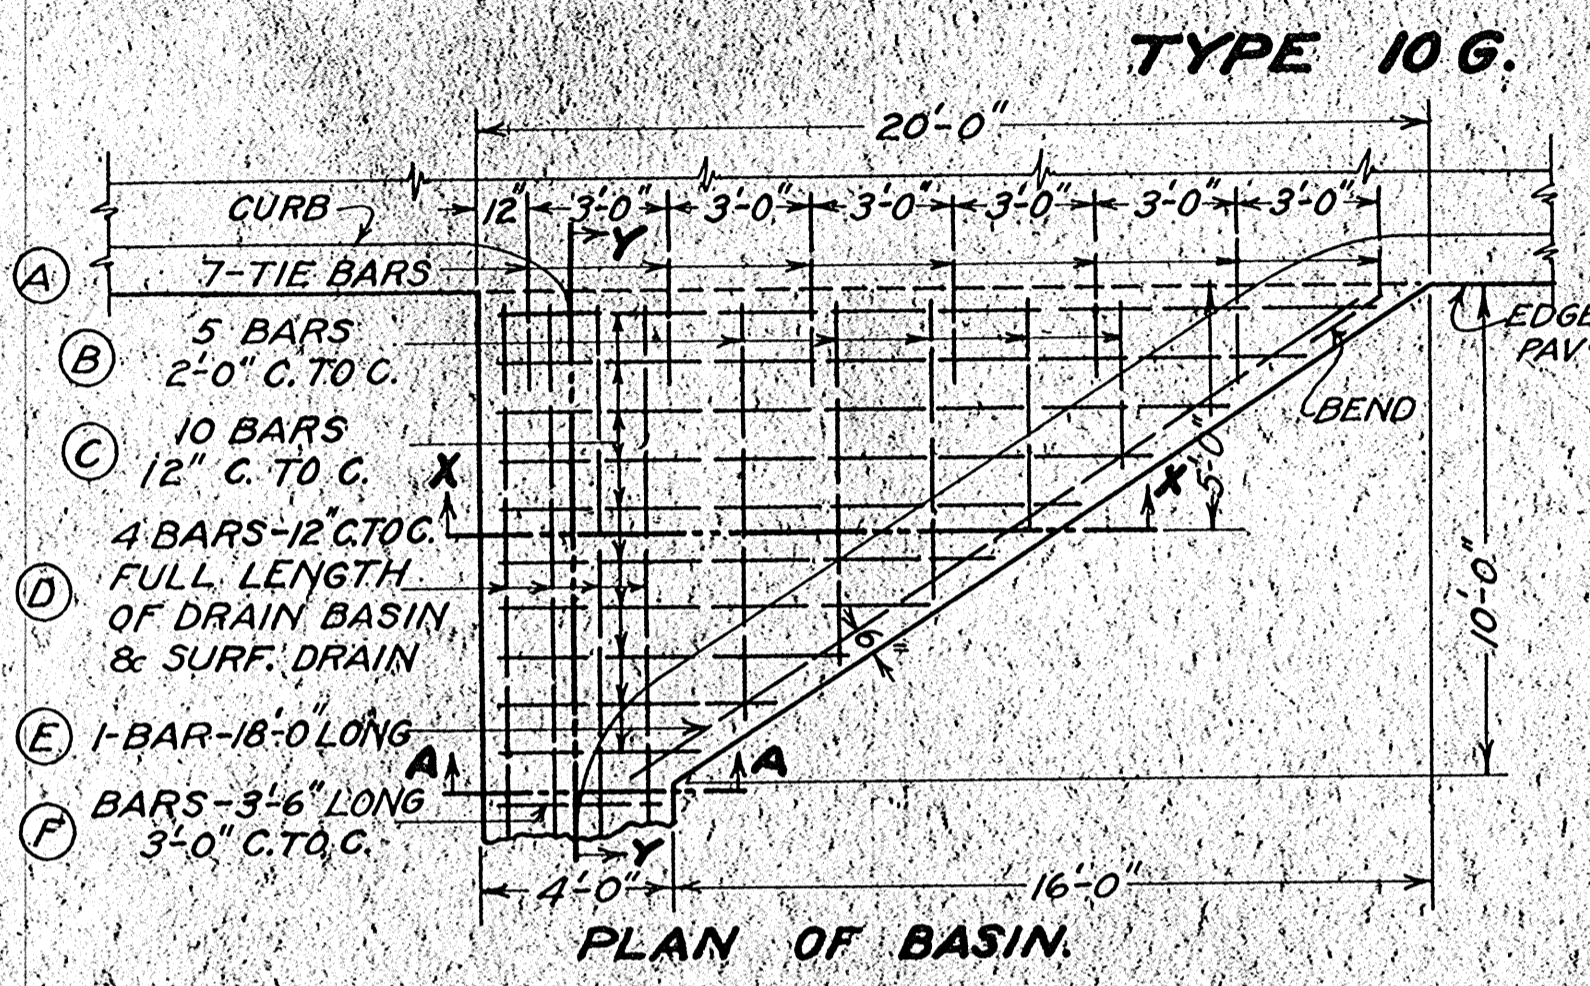 TYPE 10 G.
20'-0"
CURB
12"
3'-0"
3'-0"
3'-0"
3'-0"
3'-0"
3'-0"
Y
A
7-TIE BARS
B
5 BARS
2'-0" C. TO C.
EDGE
PAV
BEND
C
10 BARS
12" C. TO C.
X
X
5'-0"
D
4 BARS-12" C.TO C.
FULL LENGTH
OF DRAIN BASIN
& SURF. DRAIN
10'-0"
6"
E
1-BAR-18'-0" LONG
A
A
F
BARS-3'-6" LONG
3'-0" C.TO C.
Y
4'-0"
16'-0"
PLAN OF BASIN.